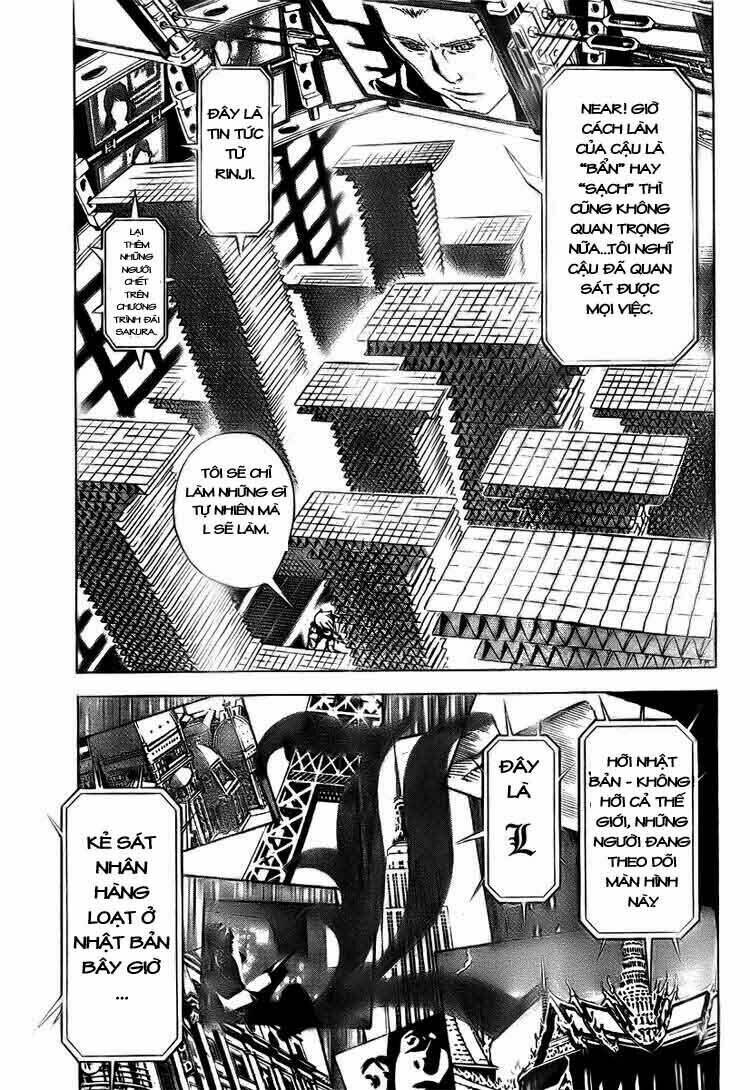 NEAR! GIỜ
CÁCH LÀM
CỦA CẬU LÀ
"BẨN" HAY
"SẠCH" THÌ
CŨNG KHÔNG
QUAN TRỌNG
NỮA...TÔI NGHĨ
CẬU ĐÃ QUAN
SÁT ĐƯỢC
MỌI VIỆC.
ĐÂY LÀ
TIN TỨC
TỪ
RINJI.
LẠI
THÊM
NHỮNG
NGƯỜI
CHẾT
TRÊN
CHƯƠNG
TRÌNH ĐÀI
SAKURA.
TÔI SẼ CHỈ
LÀM NHỮNG GÌ
TỰ NHIÊN MÀ
L SẼ LÀM.
HỠI NHẬT
BẢN - KHÔNG
HỠI CẢ THẾ
GIỚI, NHỮNG
NGƯỜI ĐANG
THEO DÕI
MÀN HÌNH
NÀY
ĐÂY
LÀ
L
KẺ SÁT
NHÂN
HÀNG
LOẠT Ở
NHẬT BẢN
BÂY GIỜ
...